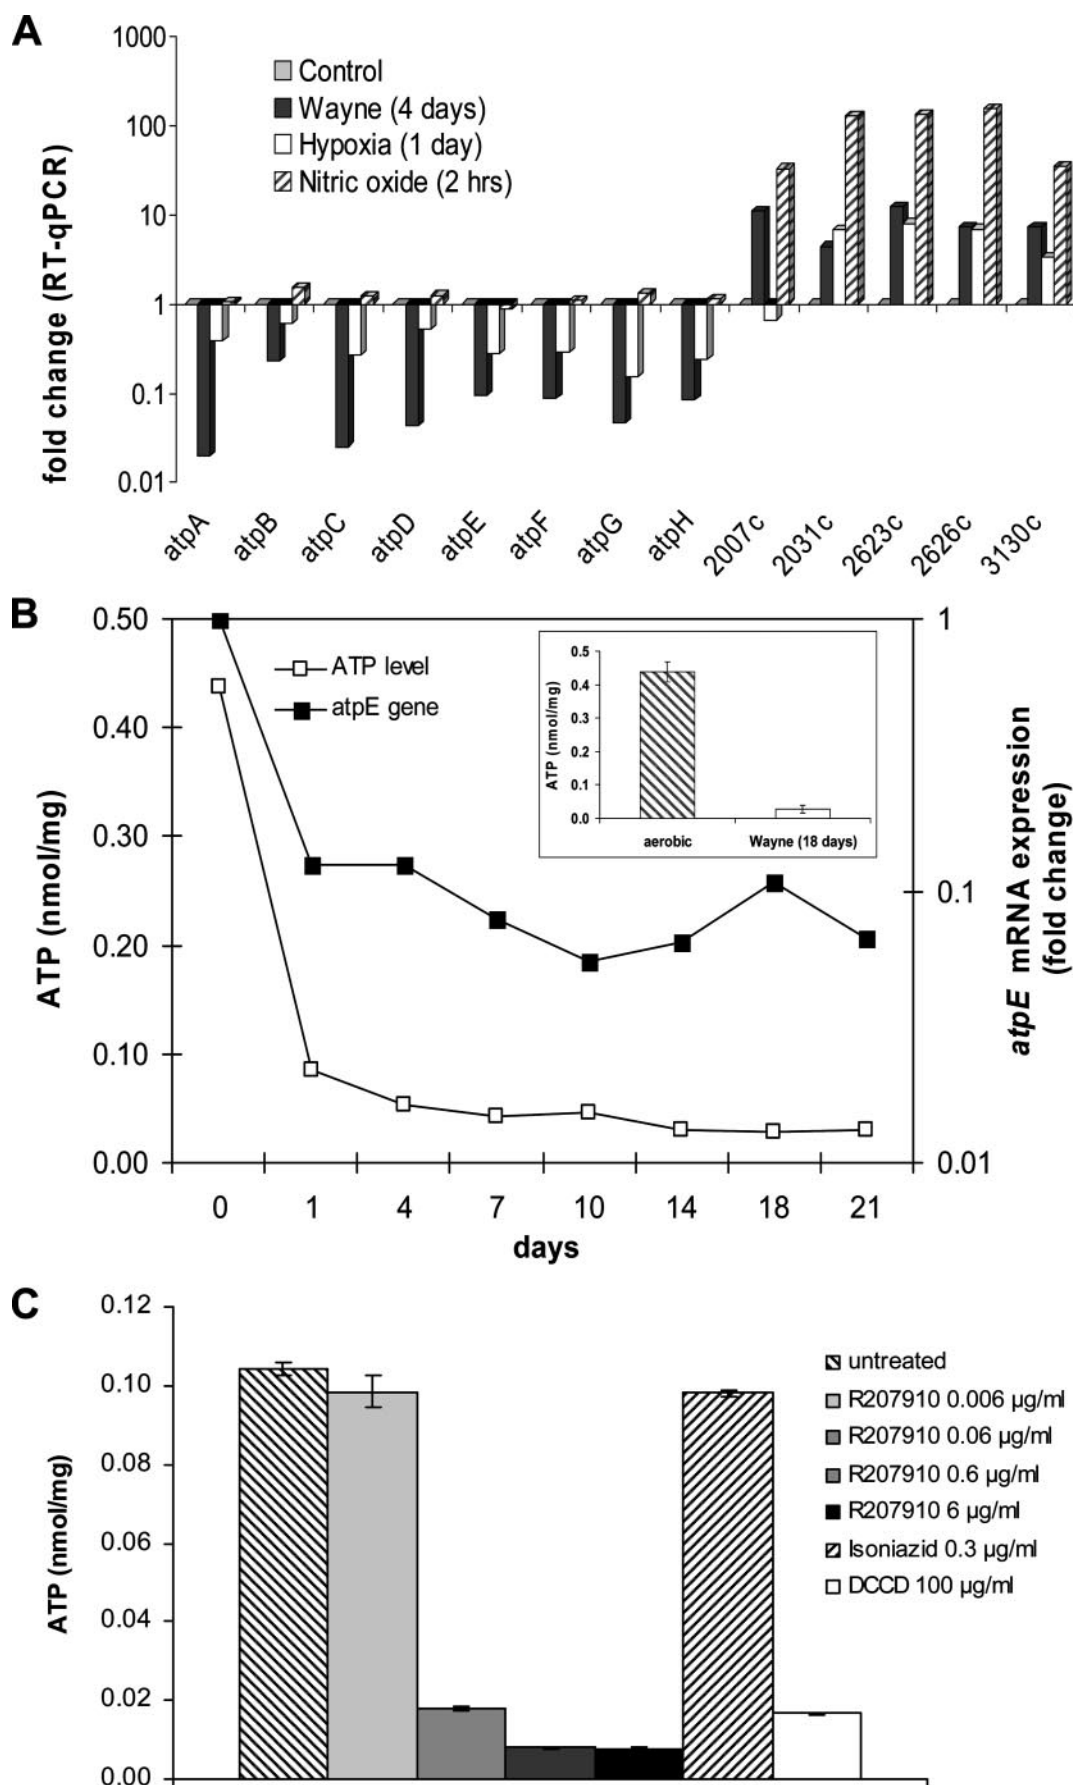 A
1000
100
10
1
0.1
0.01
fold change (RT-qPCR)
Control
Wayne (4 days)
Hypoxia (1 day)
Nitric oxide (2 hrs)
atpA
atpB
atpC
atpD
atpE
atpF
atpG
atpH
2007c
2031c
2623c
2626c
3130c
B
0.50
0.40
0.30
0.20
0.10
0.00
ATP (nmol/mg)
ATP level
atpE gene
0.5
0.4
0.3
0.2
0.1
0.0
ATP (nmol/mg)
aerobic
Wayne (18 days)
1
0.1
0.01
atpE mRNA expression
(fold change)
0 1 4 7 10 14 18 21
days
C
0.12
0.10
0.08
0.06
0.04
0.02
0.00
ATP (nmol/mg)
untreated
R207910 0.006 µg/ml
R207910 0.06 µg/ml
R207910 0.6 µg/ml
R207910 6 µg/ml
Isoniazid 0.3 µg/ml
DCCD 100 µg/ml